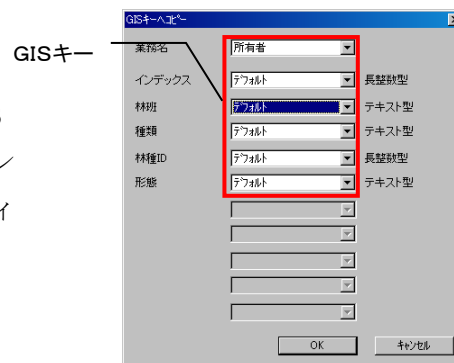 GISキーへコピー
GISキー
業務名 所有者
インデックス デフォルト 長整数型
林班 デフォルト テキスト型
種類 デフォルト テキスト型
林種ID デフォルト 長整数型
形態 デフォルト テキスト型
OK キャンセル